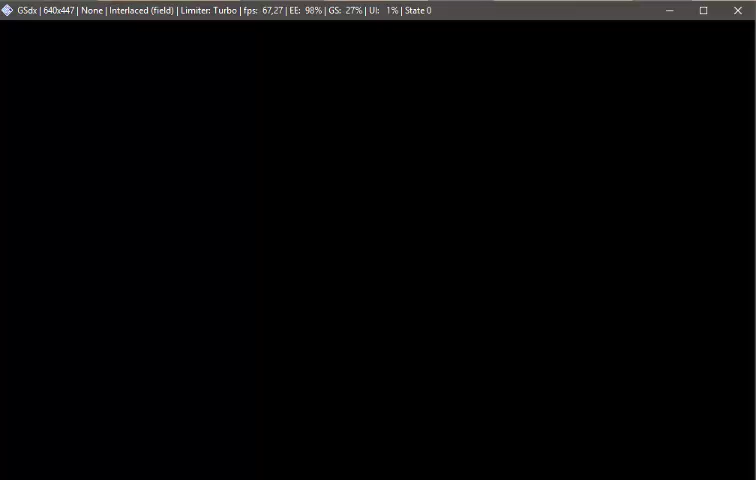 GSdx | 640x447 | None | Interlaced (field) | Limiter: Turbo | fps: 67,27 | EE: 98% | GS: 27% | UI: 1% | State 0